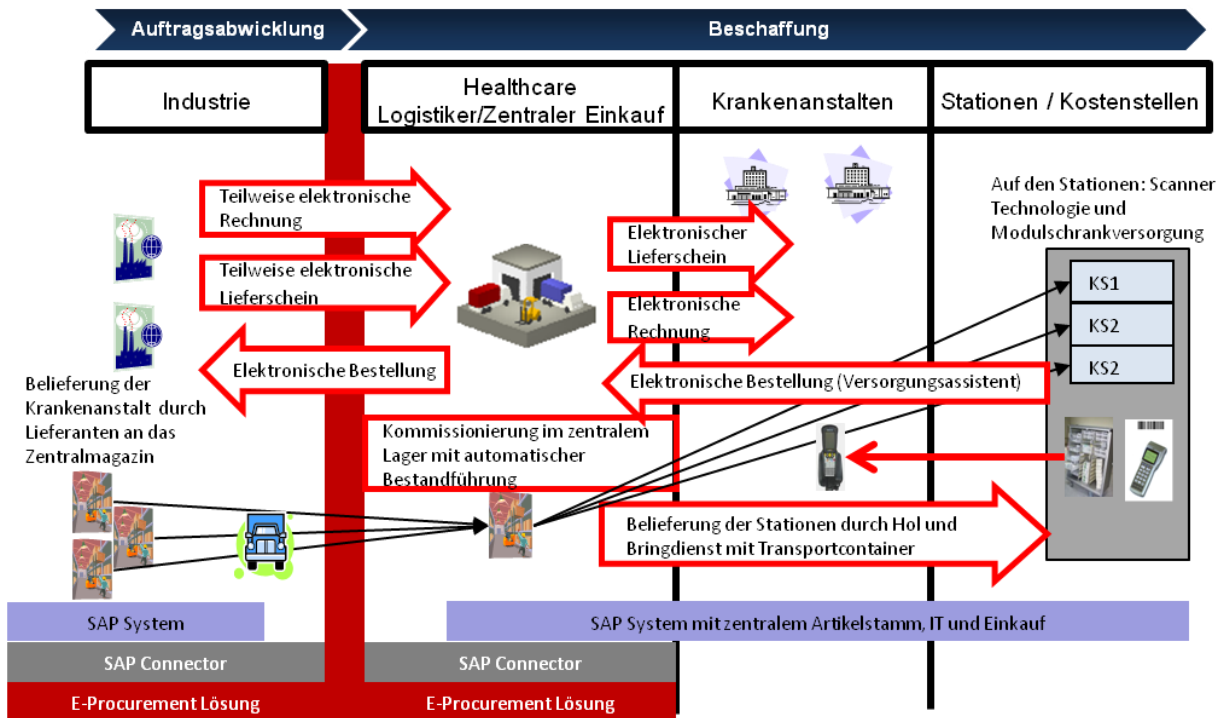 Auftragsabwicklung
Beschaffung
Industrie
Healthcare
Logistiker/Zentraler Einkauf
Krankenanstalten
Stationen / Kostenstellen
Teilweise elektronische
Rechnung
Teilweise elektronische
Lieferschein
Elektronische Bestellung
Elektronischer
Lieferschein
Elektronische
Rechnung
Elektronische Bestellung (Versorgungsassistent)
Auf den Stationen: Scanner
Technologie und
Modulschrankversorgung
KS1
KS2
KS2
Belieferung der
Krankenanstalt durch
Lieferanten an das
Zentralmagazin
Kommissionierung im zentralem
Lager mit automatischer
Bestandführung
Belieferung der Stationen durch Hol und
Bringdienst mit Transportcontainer
SAP System
SAP System mit zentralem Artikelstamm, IT und Einkauf
SAP Connector
SAP Connector
E-Procurement Lösung
E-Procurement Lösung